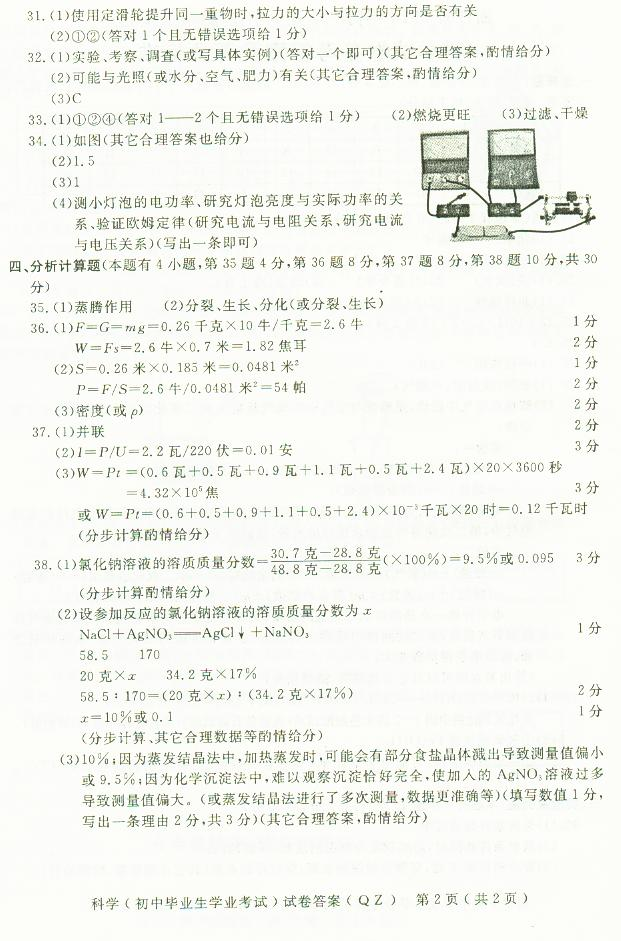 31.(1)使用定滑轮提升同一重物时,拉力的大小与拉力的方向是否有关
(2)①②(答对1个且无错误选项给1分)
32.(1)实验、考察、调查(或写具体实例)(答对一个即可)(其它合理答案,酌情给分)
(2)可能与光照(或水分、空气、肥力)有关(其它合理答案,酌情给分)
(3)C
33.(1)①②④(答对1——2个且无错误选项给1分) (2)燃烧更旺 (3)过滤、干燥
34.(1)如图(其它合理答案也给分)
(2)1.5
(3)1
(4)测小灯泡的电功率、研究灯泡亮度与实际功率的关
系、验证欧姆定律(研究电流与电阻关系、研究电流
与电压关系)(写出一条即可)
四、分析计算题(本题有4小题,第35题4分,第36题8分,第37题8分,第38题10分,共30
分)
35.(1)蒸腾作用 (2)分裂、生长、分化(或分裂、生长)
36.(1)F=G=mg=0.26千克×10牛/千克=2.6牛 1分
W=Fs=2.6牛×0.7米=1.82焦耳 2分
(2)S=0.26米×0.185米=0.0481米² 1分
P=F/S=2.6牛/0.0481米²=54帕 2分
(3)密度(或ρ) 2分
37.(1)并联 2分
(2)I=P/U=2.2瓦/220伏=0.01安 3分
(3)W=Pt=(0.6瓦+0.5瓦+0.9瓦+1.1瓦+0.5瓦+2.4瓦)×20×3600秒
=4.32×10⁵焦 3分
或W=Pt=(0.6+0.5+0.9+1.1+0.5+2.4)×10⁻³千瓦×20时=0.12千瓦时
(分步计算酌情给分)
38.(1)氯化钠溶液的溶质质量分数=30.7克-28.8克/48.8克-28.8克(×100%)=9.5%或0.095 3分
(分步计算酌情给分)
(2)设参加反应的氯化钠溶液的溶质质量分数为x
NaCl+AgNO₃══AgCl↓+NaNO₃ 1分
58.5 170
20克×x 34.2克×17%
58.5:170=(20克×x):(34.2克×17%) 2分
x=10%或0.1 1分
(分步计算、其它合理数据等酌情给分)
(3)10%;因为蒸发结晶法中,加热蒸发时,可能会有部分食盐晶体溅出导致测量值偏小
或9.5%;因为化学沉淀法中,难以观察沉淀恰好完全,使加入的AgNO₃溶液过多
导致测量值偏大。(或蒸发结晶法进行了多次测量,数据更准确等)(填写数值1分,
写出一条理由2分,共3分)(其它合理答案,酌情给分)
科学(初中毕业生学业考试)试卷答案(QZ) 第2页(共2页)